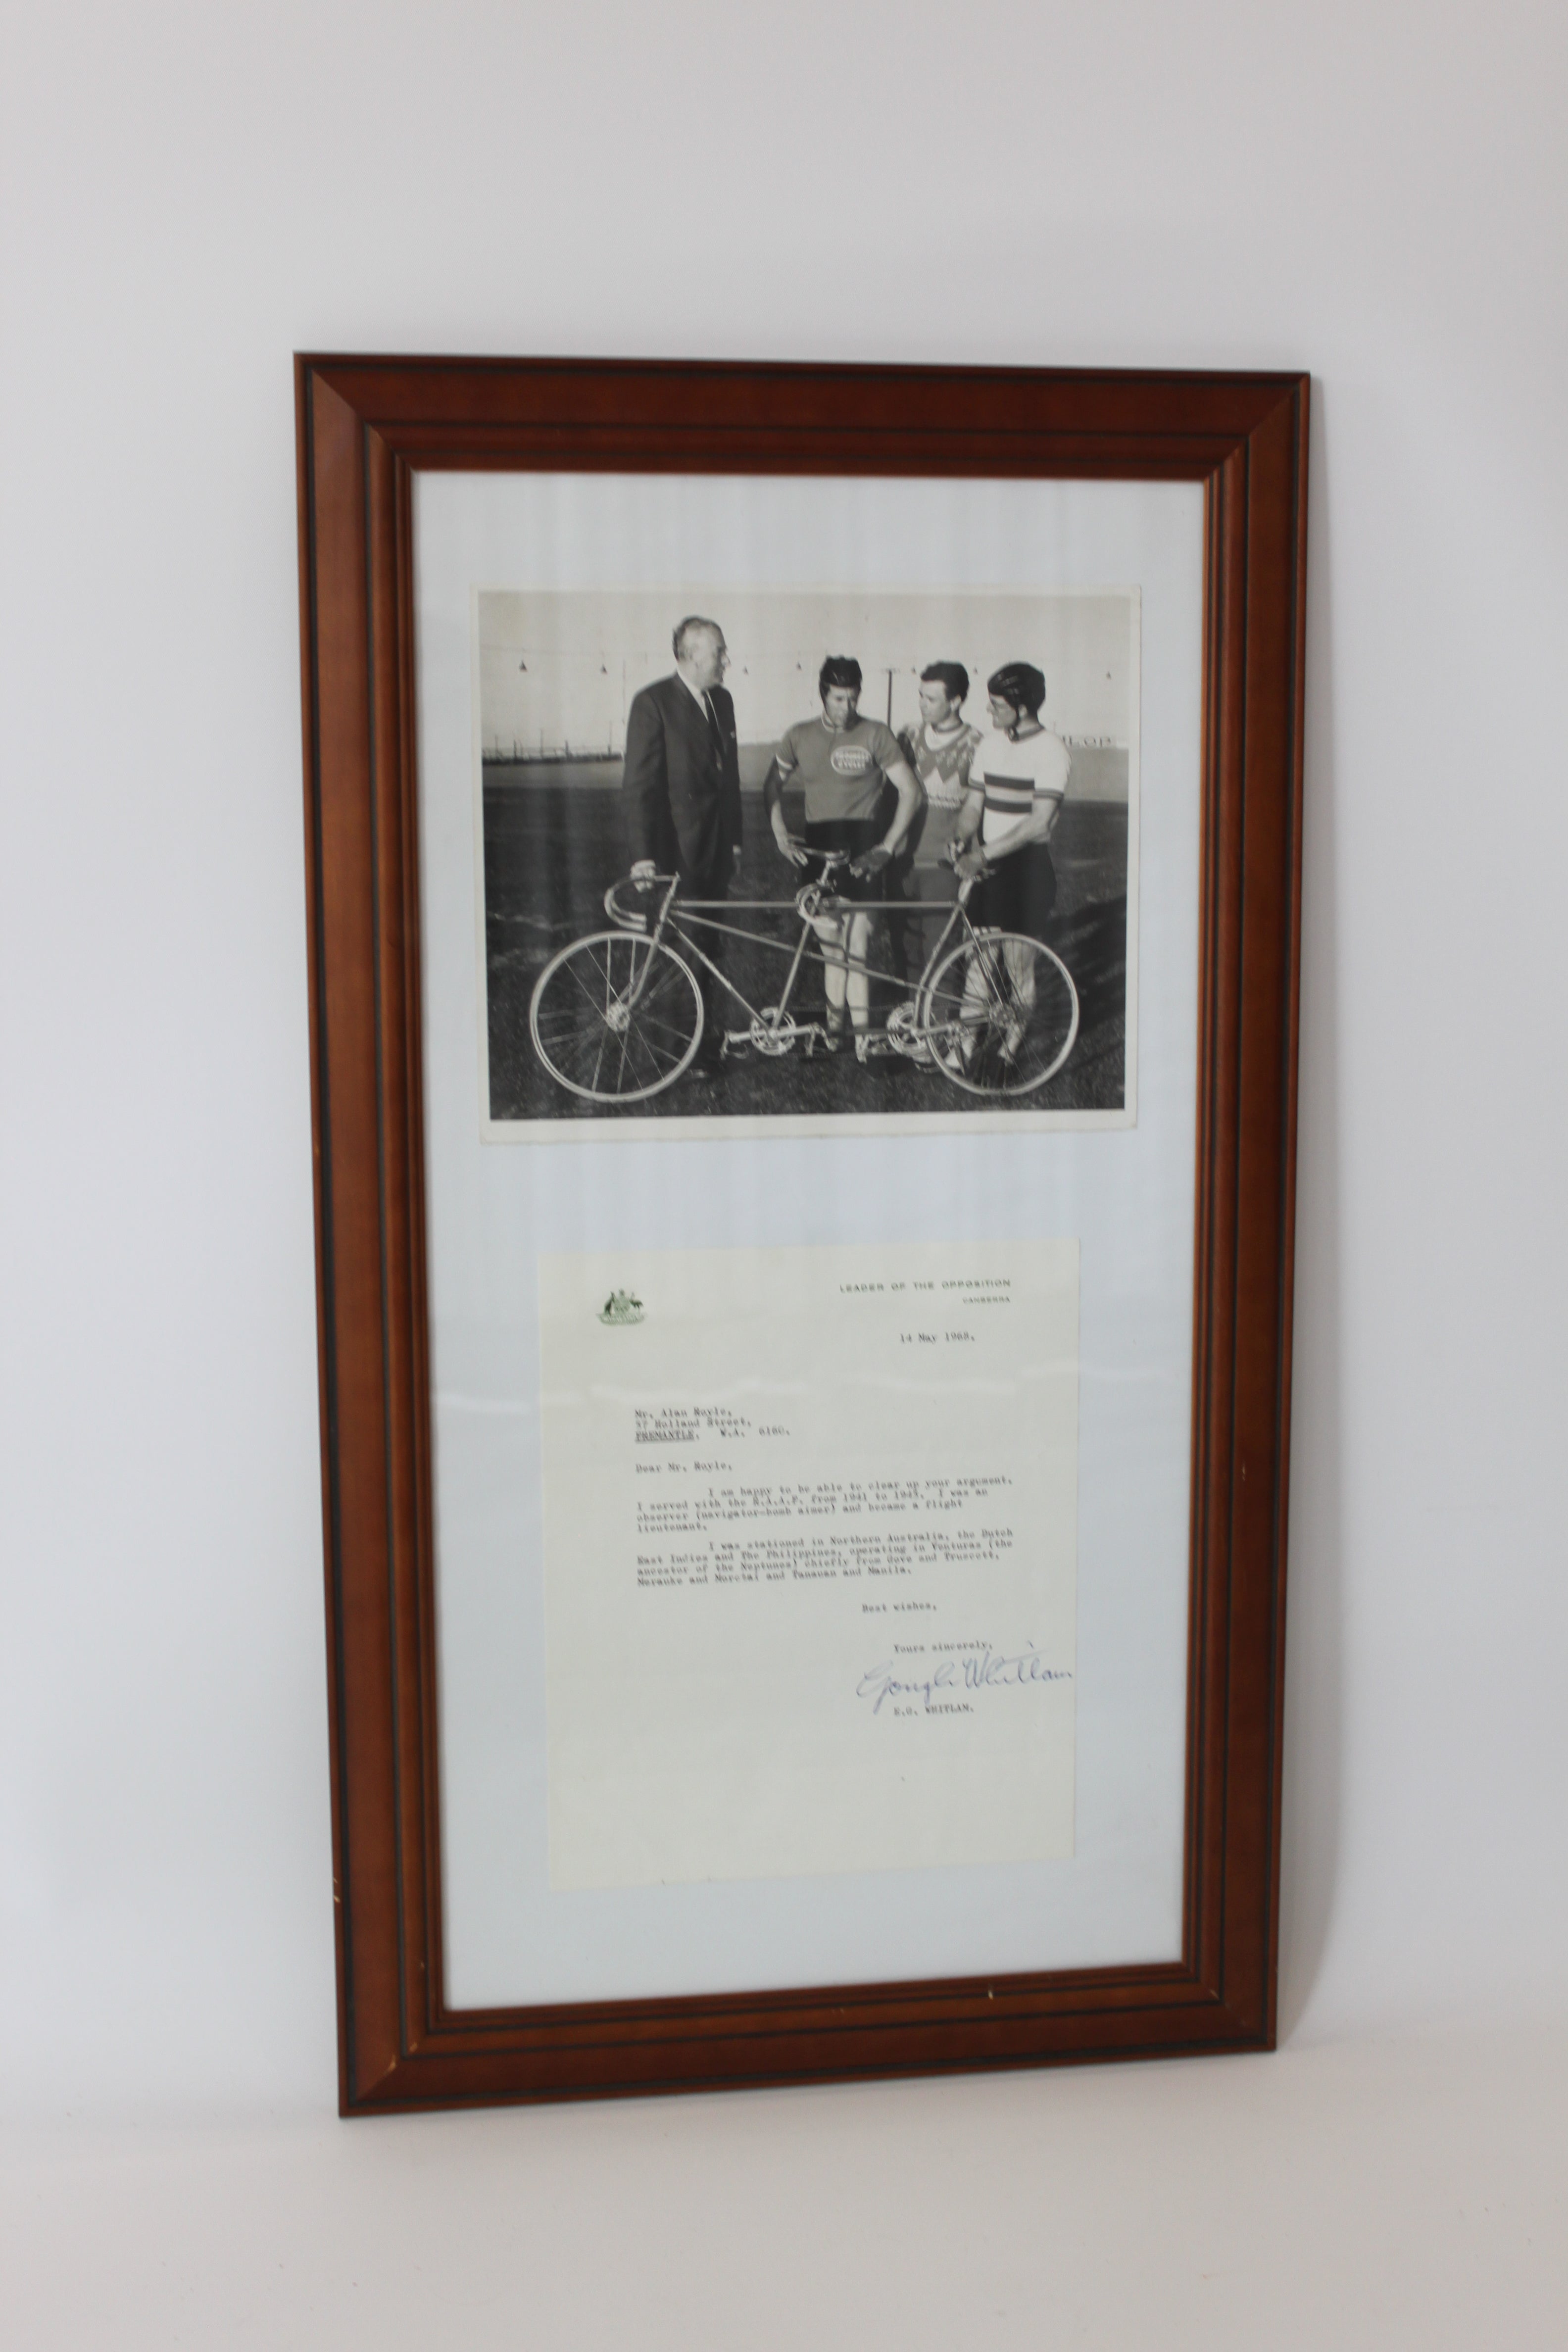 LOP
LEADER OF THE OPPOSITION
CANBERRA
14 May 1968.
Mr. Alan Royle,
37 Holland Street,
FREMANTLE. W.A. 6160.
Dear Mr. Royle,
I am happy to be able to clear up your argument.
I served with the R.A.A.F. from 1941 to 1945. I was an
observer (navigator-bomb aimer) and became a flight
lieutenant.
I was stationed in Northern Australia, the Dutch
East Indies and The Philippines, operating in Venturas (the
ancestor of the Neptunes) chiefly from Gove and Truscott,
Merauke and Morotai and Tanauan and Manila.
Best wishes,
Yours sincerely,
Gough Whitlam
E.G. WHITLAM.